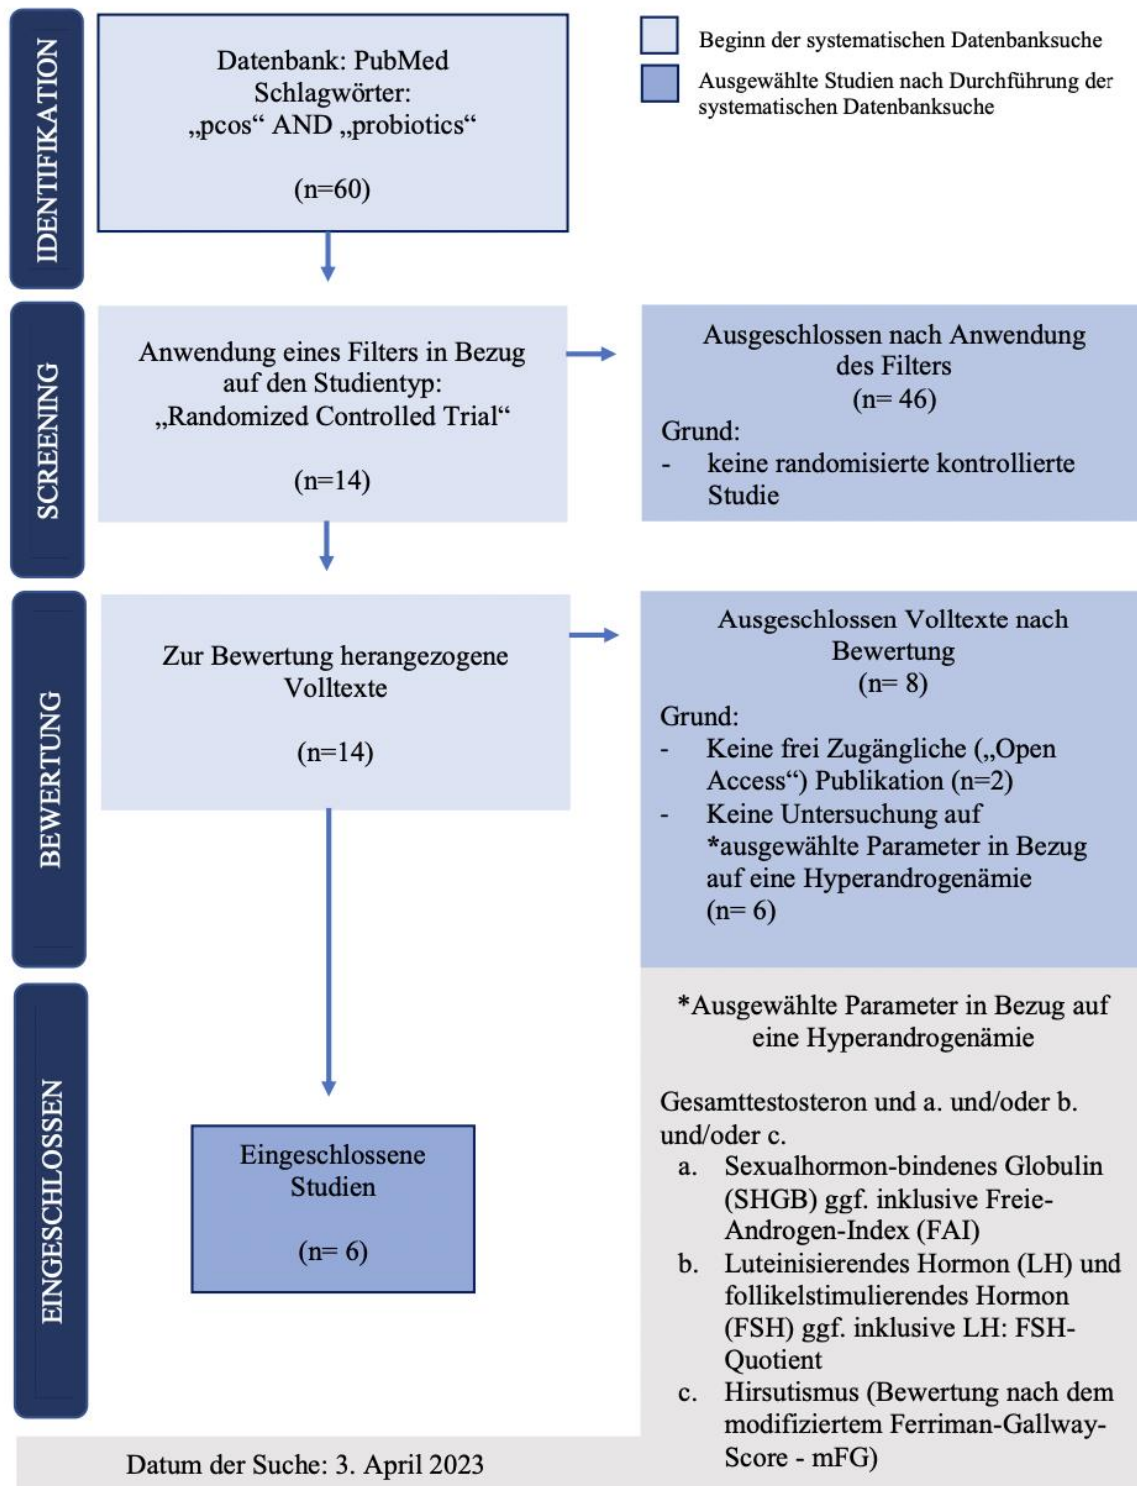 IDENTIFIKATION
Datenbank: PubMed
Schlagwörter:
„pcos“ AND „probiotics“
(n=60)
Beginn der systematischen Datenbanksuche
Ausgewählte Studien nach Durchführung der
systematischen Datenbanksuche
SCREENING
Anwendung eines Filters in Bezug
auf den Studientyp:
„Randomized Controlled Trial“
(n=14)
Ausgeschlossen nach Anwendung
des Filters
(n= 46)
Grund:
- keine randomisierte kontrollierte
Studie
BEWERTUNG
Zur Bewertung herangezogene
Volltexte
(n=14)
Ausgeschlossen Volltexte nach
Bewertung
(n= 8)
Grund:
- Keine frei Zugängliche („Open
Access“) Publikation (n=2)
- Keine Untersuchung auf
*ausgewählte Parameter in Bezug
auf eine Hyperandrogenämie
(n= 6)
EINGESCHLOSSEN
Eingeschlossene
Studien
(n= 6)
*Ausgewählte Parameter in Bezug auf
eine Hyperandrogenämie
Gesamttestosteron und a. und/oder b.
und/oder c.
a. Sexualhormon-bindenes Globulin
(SHGB) ggf. inklusive Freie-
Androgen-Index (FAI)
b. Luteinisierendes Hormon (LH) und
follikelstimulierendes Hormon
(FSH) ggf. inklusive LH: FSH-
Quotient
c. Hirsutismus (Bewertung nach dem
modifiziertem Ferriman-Gallway-
Score - mFG)
Datum der Suche: 3. April 2023